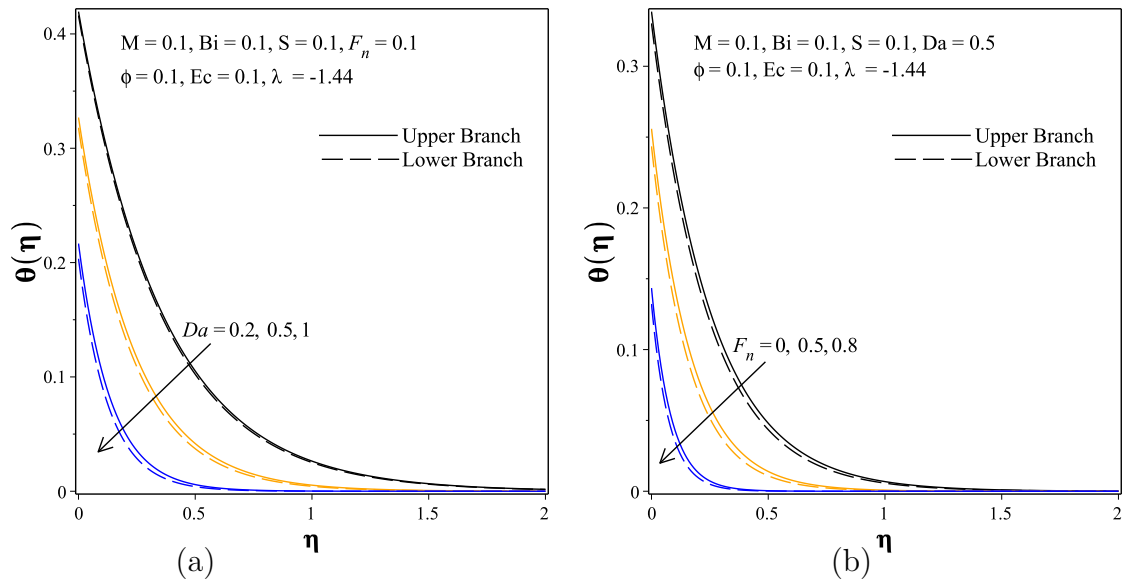 M = 0.1, Bi = 0.1, S = 0.1, Fn = 0.1
ϕ = 0.1, Ec = 0.1, λ = -1.44
Upper Branch
Lower Branch
Da = 0.2, 0.5, 1
θ(η)
0.4
0.3
0.2
0.1
0
0
0.5
1
1.5
2
η
(a)
M = 0.1, Bi = 0.1, S = 0.1, Da = 0.5
ϕ = 0.1, Ec = 0.1, λ = -1.44
Upper Branch
Lower Branch
Fn = 0, 0.5, 0.8
θ(η)
0.3
0.2
0.1
0
0
0.5
1
1.5
2
η
(b)